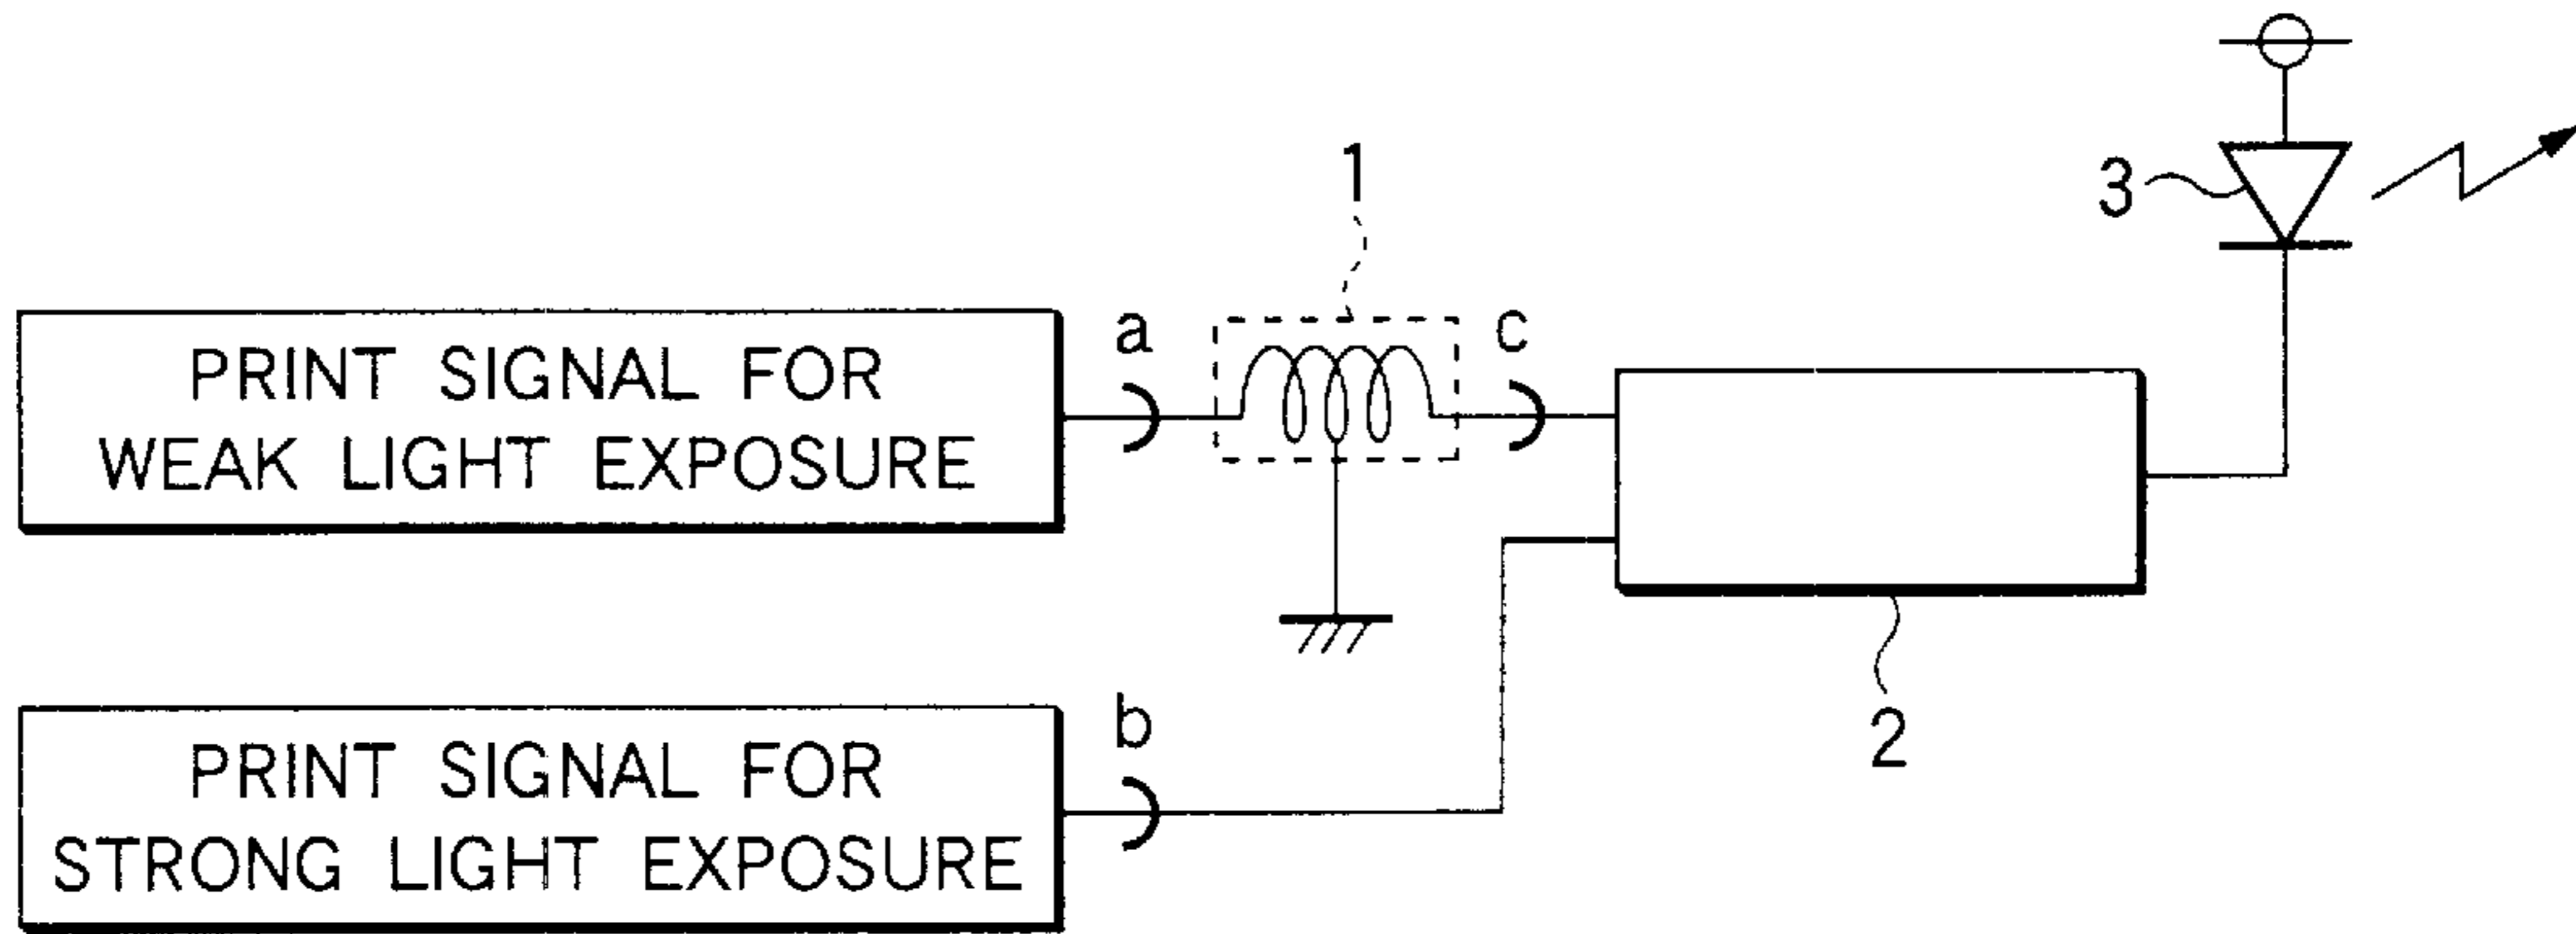 3
1
a
c
PRINT SIGNAL FOR
WEAK LIGHT EXPOSURE
b
2
PRINT SIGNAL FOR
STRONG LIGHT EXPOSURE